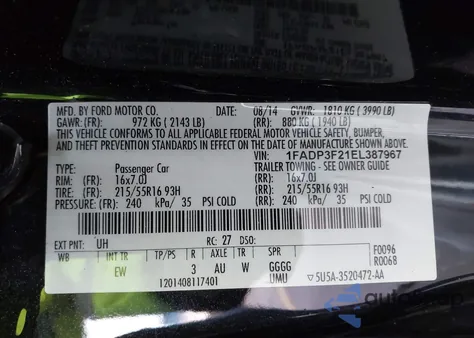 MFD. BY FORD MOTOR CO. DATE: 08/14 GVWR: 1810 KG ( 3990 LB)
GAWR: (FR): 972 KG ( 2143 LB) (RR): 880 KG (1940 LB)
THIS VEHICLE CONFORMS TO ALL APPLICABLE FEDERAL MOTOR VEHICLE SAFETY, BUMPER,
AND THEFT PREVENTION STANDARDS IN EFFECT ON THE DATE OF MANUFACTURE SHOWN ABOVE.
VIN: 1FADP3F21EL387967
TYPE: Passenger Car TRAILER TOWING - SEE OWNER GUIDE
RIM: (FR): 16x7.0J (RR): 16x7.0J
TIRE: (FR): 215/55R16 93H (RR): 215/55R16 93H
PRESSURE: (FR): 240 kPa/ 35 PSI COLD (RR): 240 kPa/ 35 PSI COLD
EXT PNT: UH RC: 27 DSO: F0096
WB INT TR TP/PS R AXLE TR SPR R0068
EW 3 AU W GGGG
1201408117401 UMU 5U5A-3520472-AA